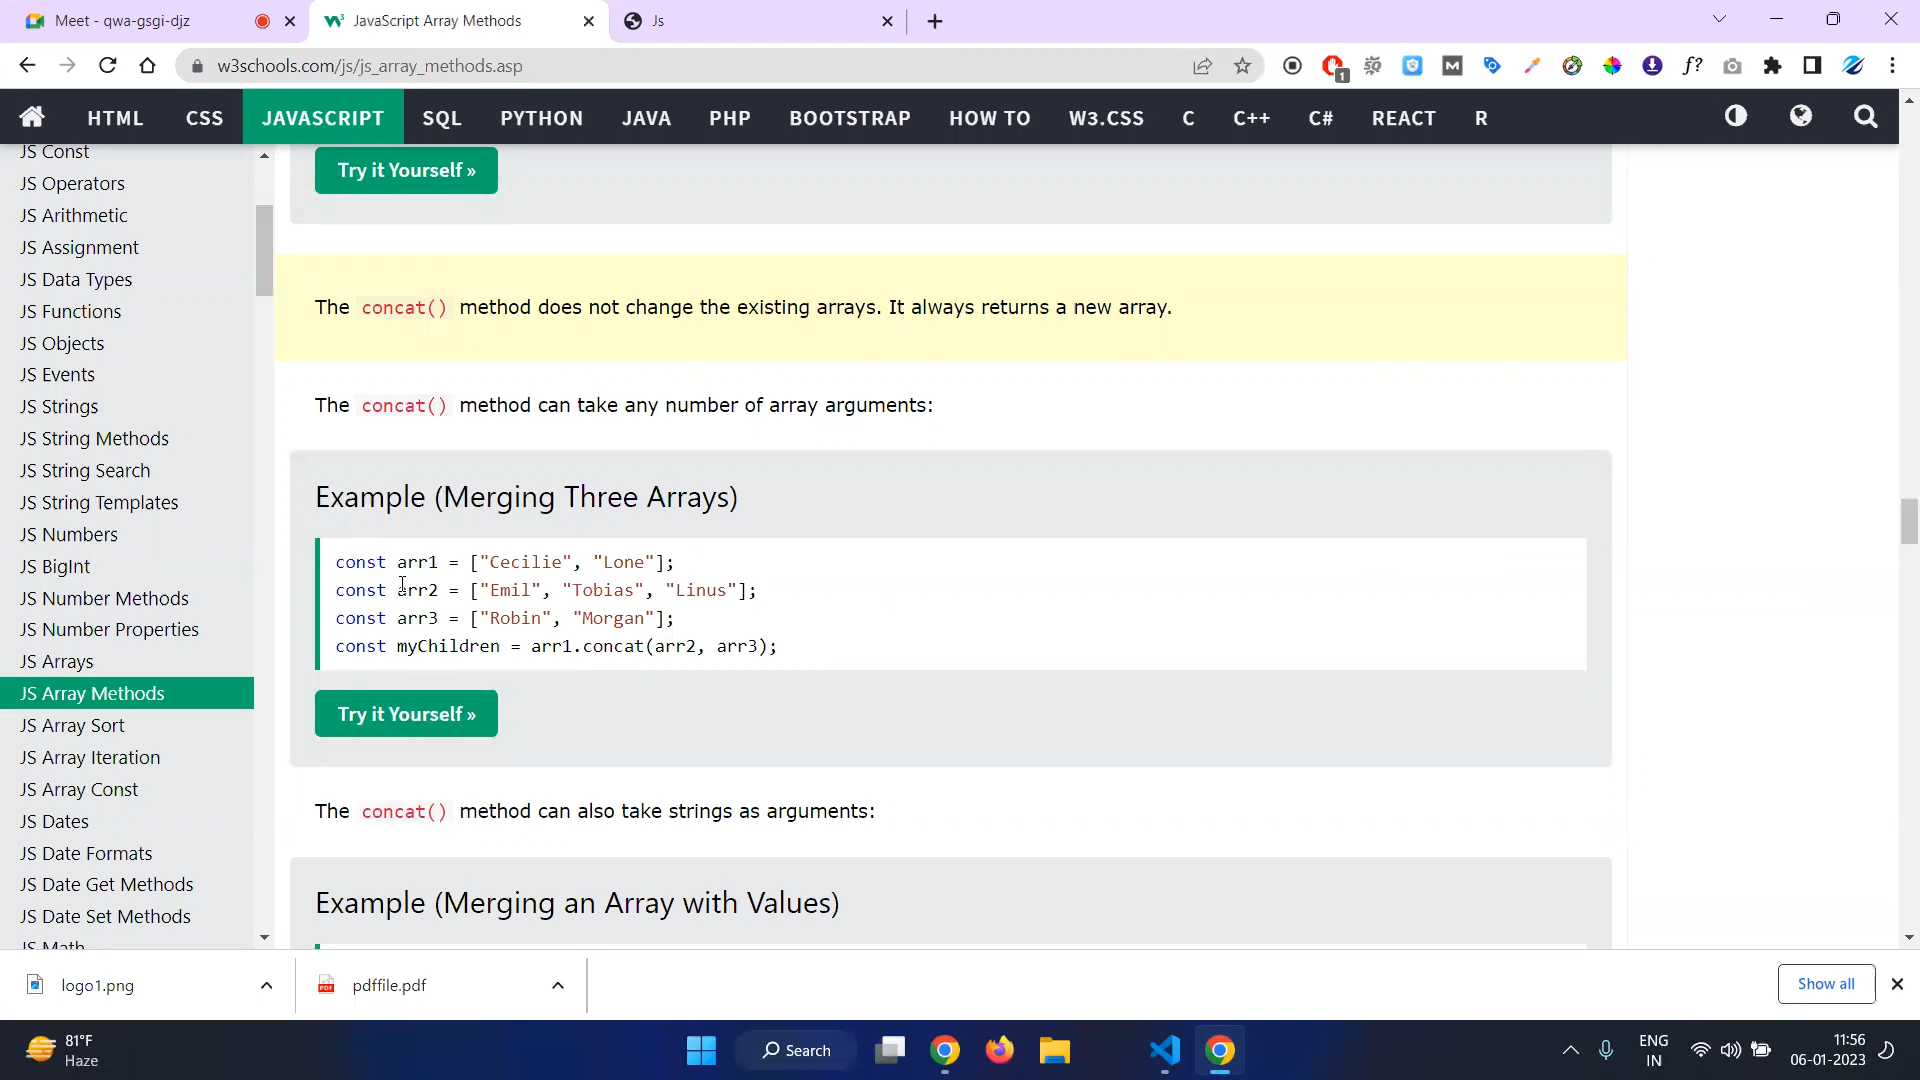 Meet - qwa-gsgi-djz
JavaScript Array Methods
Js
w3schools.com/js/js_array_methods.asp
1
f?
HTML CSS JAVASCRIPT SQL PYTHON JAVA PHP BOOTSTRAP HOW TO W3.CSS C C++ C# REACT R
JS Const
JS Operators
JS Arithmetic
JS Assignment
JS Data Types
JS Functions
JS Objects
JS Events
JS Strings
JS String Methods
JS String Search
JS String Templates
JS Numbers
JS BigInt
JS Number Methods
JS Number Properties
JS Arrays
JS Array Methods
JS Array Sort
JS Array Iteration
JS Array Const
JS Dates
JS Date Formats
JS Date Get Methods
JS Date Set Methods
JS Math
Try it Yourself »
The concat() method does not change the existing arrays. It always returns a new array.
The concat() method can take any number of array arguments:
Example (Merging Three Arrays)
const arr1 = ["Cecilie", "Lone"];
const arr2 = ["Emil", "Tobias", "Linus"];
const arr3 = ["Robin", "Morgan"];
const myChildren = arr1.concat(arr2, arr3);
Try it Yourself »
The concat() method can also take strings as arguments:
Example (Merging an Array with Values)
logo1.png
pdffile.pdf
Show all
81°F
Haze
Search
ENG
IN
11:56
06-01-2023